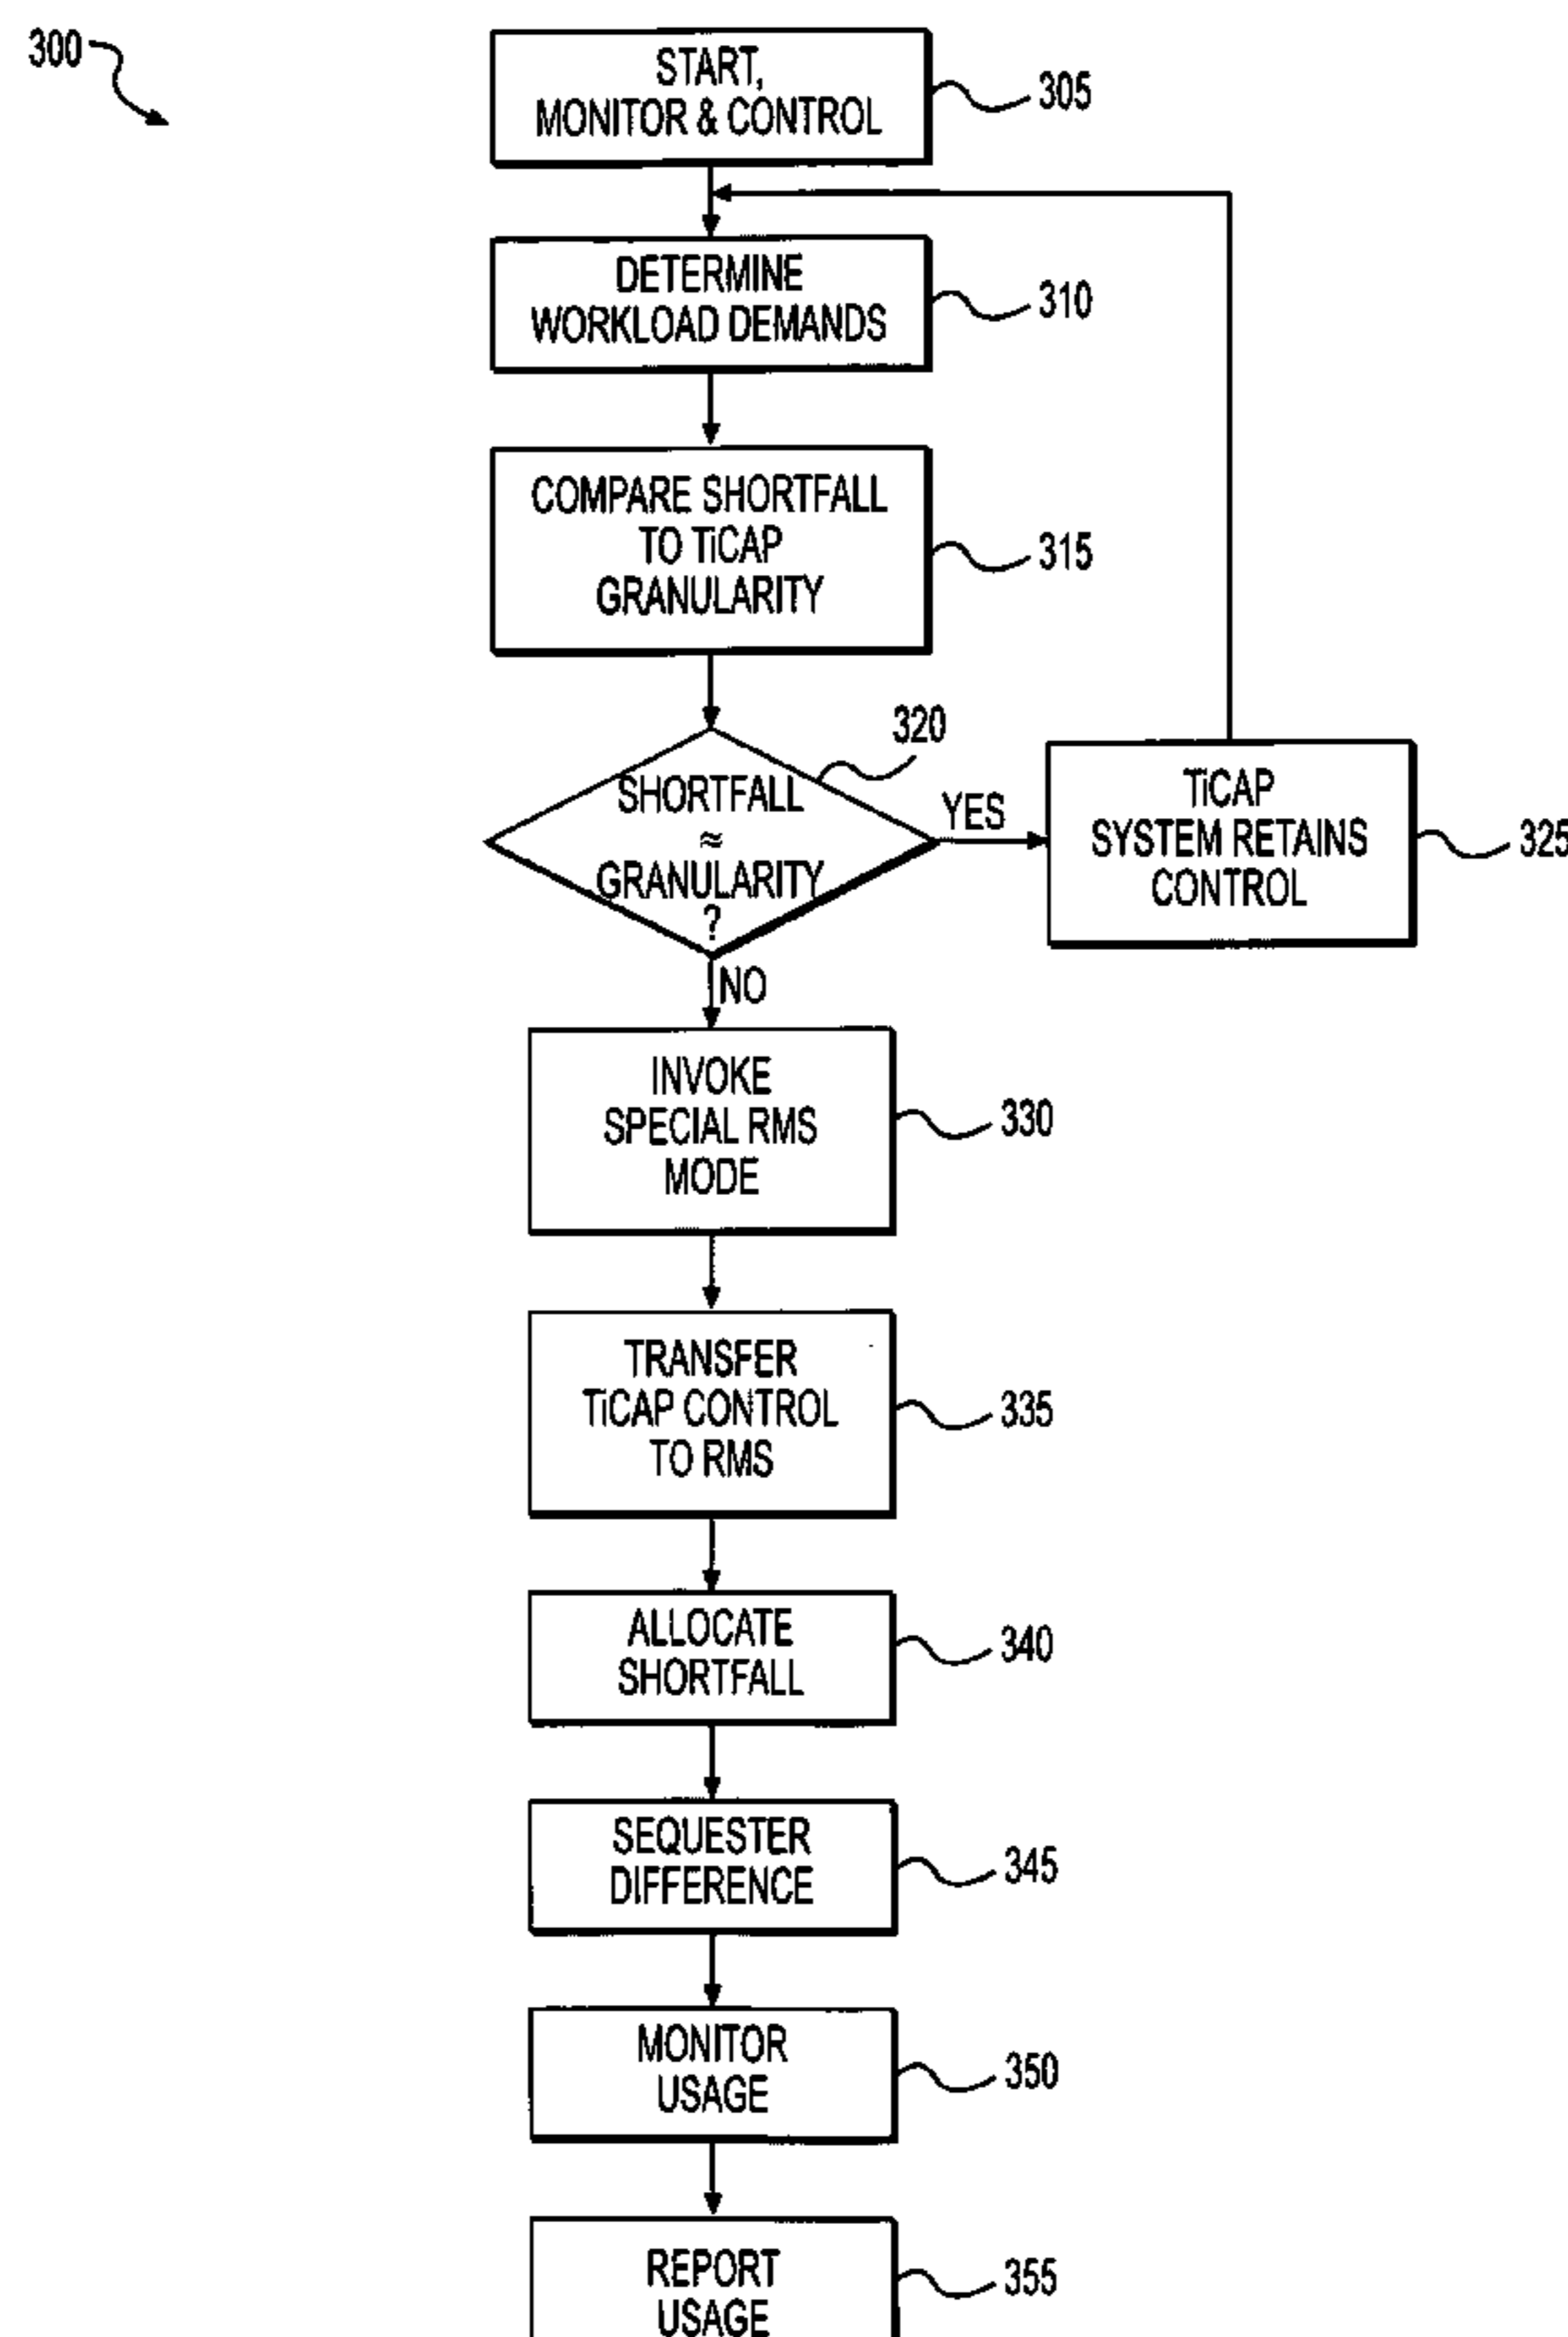 300
START,
MONITOR & CONTROL
305
DETERMINE
WORKLOAD DEMANDS
310
COMPARE SHORTFALL
TO TiCAP
GRANULARITY
315
320
SHORTFALL
≈
GRANULARITY
?
YES
TiCAP
SYSTEM RETAINS
CONTROL
325
NO
INVOKE
SPECIAL RMS
MODE
330
TRANSFER
TiCAP CONTROL
TO RMS
335
ALLOCATE
SHORTFALL
340
SEQUESTER
DIFFERENCE
345
MONITOR
USAGE
350
REPORT
USAGE
355